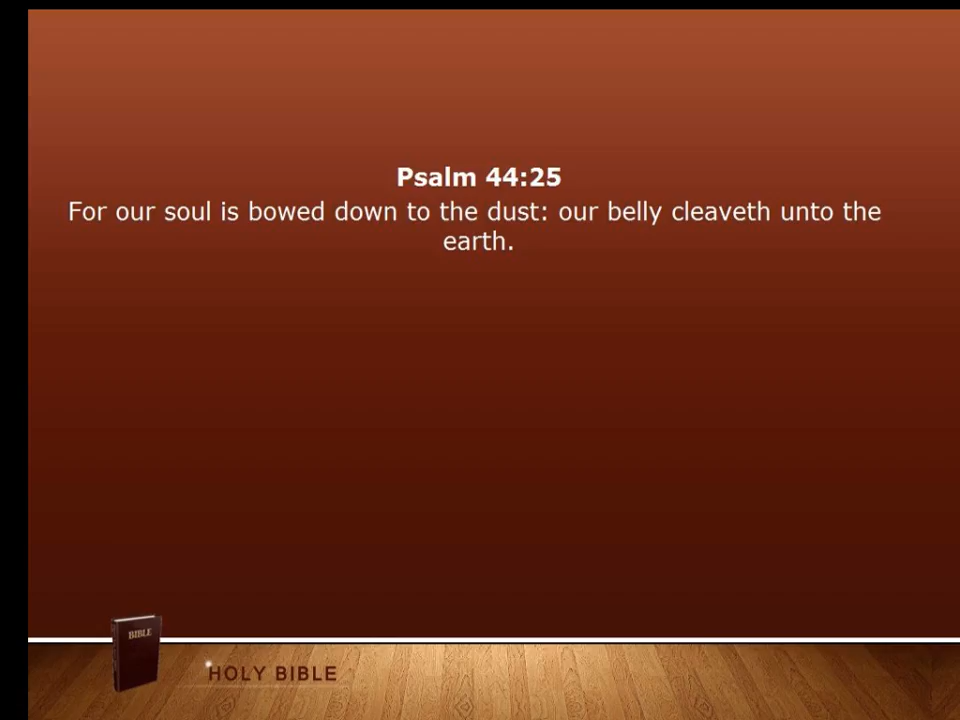 Psalm 44:25
For our soul is bowed down to the dust: our belly cleaveth unto the
earth.
BIBLE
HOLY BIBLE